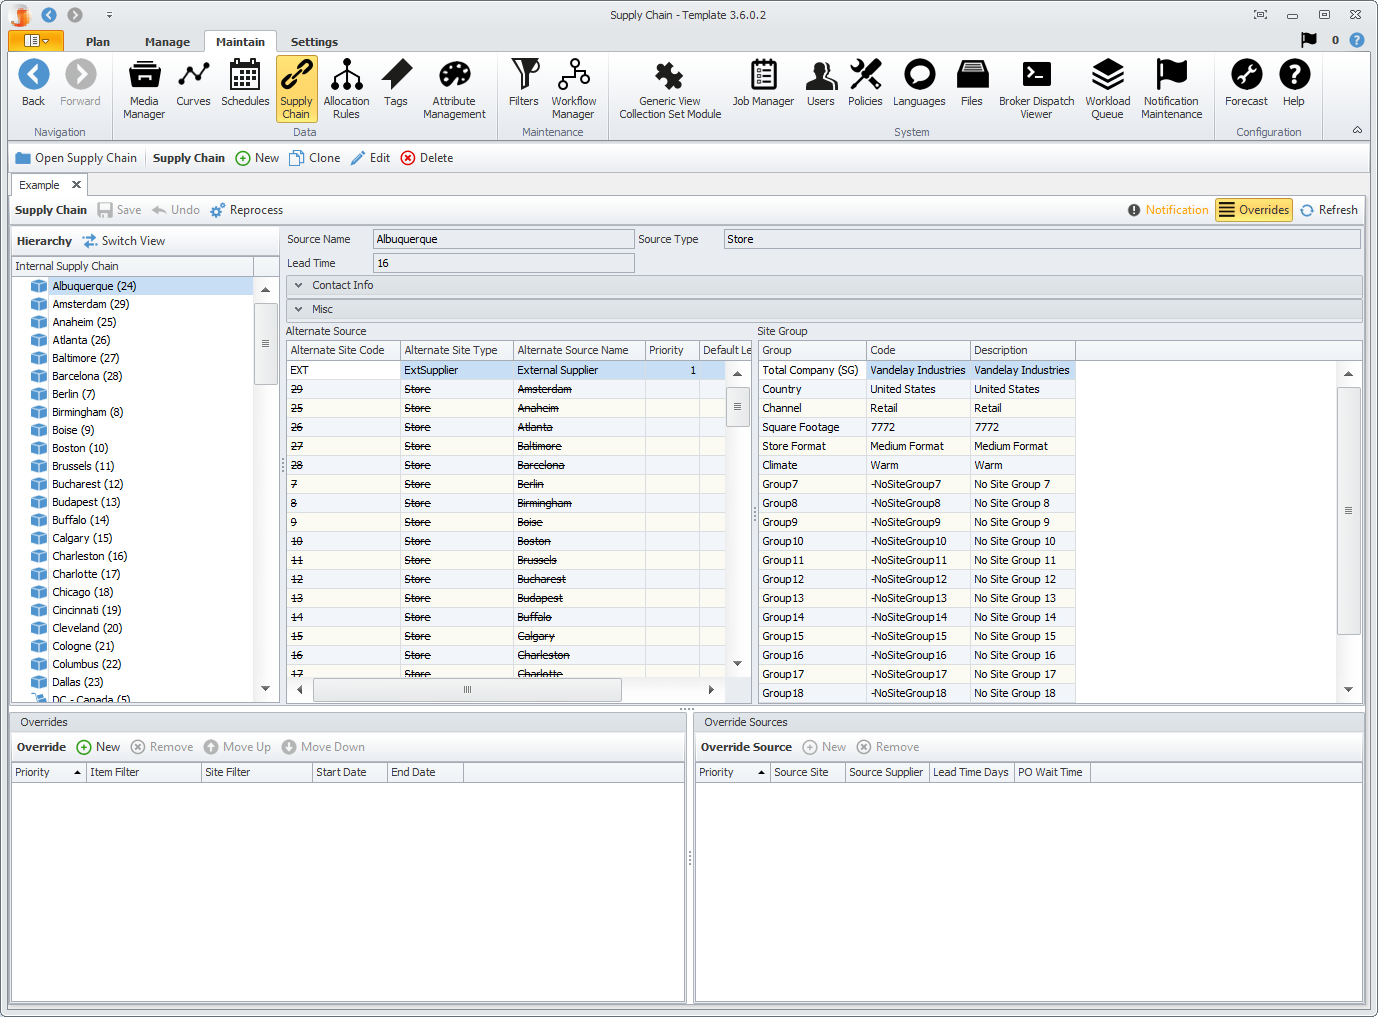 Supply Chain - Template 3.6.0.2
Plan Manage Maintain Settings 0
Back Forward Media Manager Curves Schedules Supply Chain Allocation Rules Tags Attribute Management Filters Workflow Manager Generic View Collection Set Module Job Manager Users Policies Languages Files Broker Dispatch Viewer Workload Queue Notification Maintenance Forecast Help
Navigation Data Maintenance System Configuration
Open Supply Chain Supply Chain New Clone Edit Delete
Example
Supply Chain Save Undo Reprocess Notification Overrides Refresh
Hierarchy Switch View
Internal Supply Chain
Albuquerque (24)
Amsterdam (29)
Anaheim (25)
Atlanta (26)
Baltimore (27)
Barcelona (28)
Berlin (7)
Birmingham (8)
Boise (9)
Boston (10)
Brussels (11)
Bucharest (12)
Budapest (13)
Buffalo (14)
Calgary (15)
Charleston (16)
Charlotte (17)
Chicago (18)
Cincinnati (19)
Cleveland (20)
Cologne (21)
Columbus (22)
Dallas (23)
DC - Canada (5)
Source Name Albuquerque Source Type Store
Lead Time 16
Contact Info
Misc
Alternate Source
Alternate Site Code Alternate Site Type Alternate Source Name Priority Default Le
EXT ExtSupplier External Supplier 1
29 Store Amsterdam
25 Store Anaheim
26 Store Atlanta
27 Store Baltimore
28 Store Barcelona
7 Store Berlin
8 Store Birmingham
9 Store Boise
10 Store Boston
11 Store Brussels
12 Store Bucharest
13 Store Budapest
14 Store Buffalo
15 Store Calgary
16 Store Charleston
17 Store Charlotte
Site Group
Group Code Description
Total Company (SG) Vandelay Industries Vandelay Industries
Country United States United States
Channel Retail Retail
Square Footage 7772 7772
Store Format Medium Format Medium Format
Climate Warm Warm
Group7 -NoSiteGroup7 No Site Group 7
Group8 -NoSiteGroup8 No Site Group 8
Group9 -NoSiteGroup9 No Site Group 9
Group10 -NoSiteGroup10 No Site Group 10
Group11 -NoSiteGroup11 No Site Group 11
Group12 -NoSiteGroup12 No Site Group 12
Group13 -NoSiteGroup13 No Site Group 13
Group14 -NoSiteGroup14 No Site Group 14
Group15 -NoSiteGroup15 No Site Group 15
Group16 -NoSiteGroup16 No Site Group 16
Group17 -NoSiteGroup17 No Site Group 17
Group18 -NoSiteGroup18 No Site Group 18
Overrides
Override New Remove Move Up Move Down
Priority Item Filter Site Filter Start Date End Date
Override Sources
Override Source New Remove
Priority Source Site Source Supplier Lead Time Days PO Wait Time